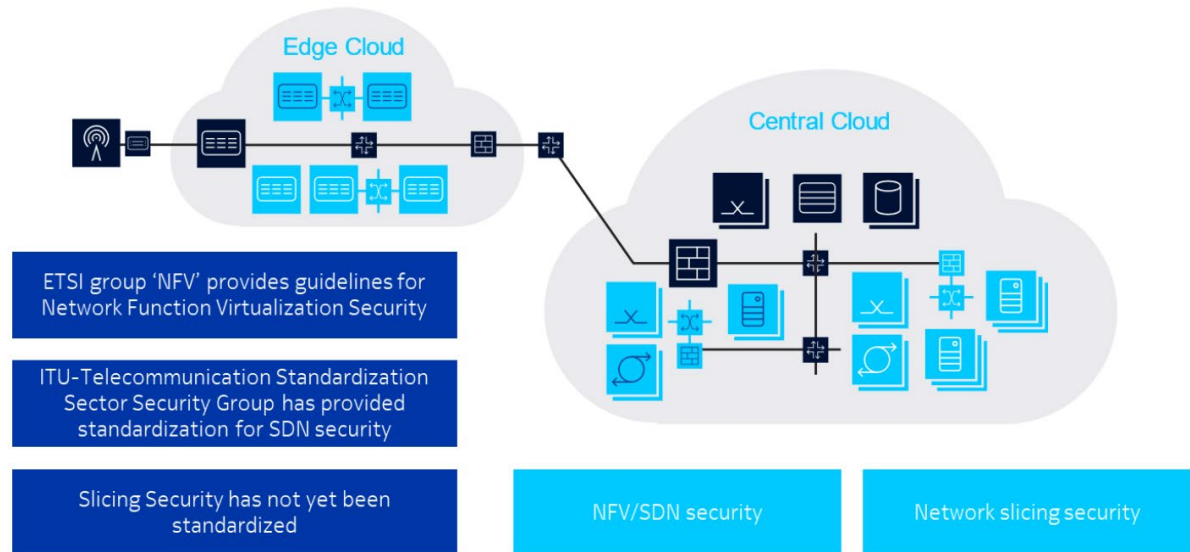 Edge Cloud
Central Cloud
ETSI group ‘NFV’ provides guidelines for
Network Function Virtualization Security
ITU-Telecommunication Standardization
Sector Security Group has provided
standardization for SDN security
Slicing Security has not yet been
standardized
NFV/SDN security
Network slicing security